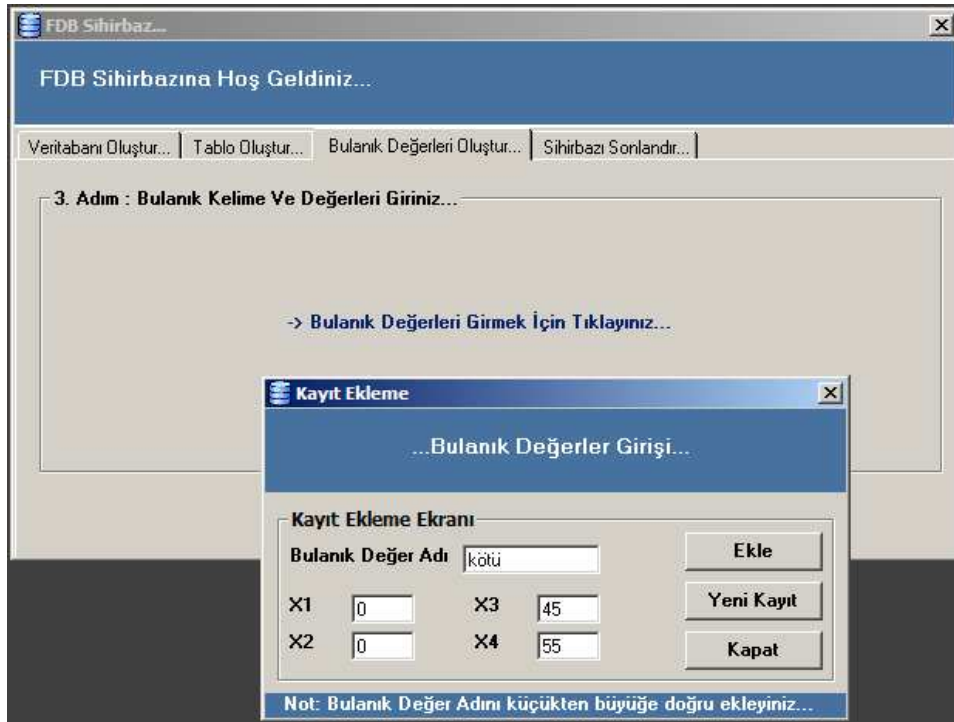 FDB Sihirbaz...
FDB Sihirbazına Hoş Geldiniz...
Veritabanı Oluştur... Tablo Oluştur... Bulanık Değerleri Oluştur... Sihirbazı Sonlandır...
3. Adım : Bulanık Kelime Ve Değerleri Giriniz...
-> Bulanık Değerleri Girmek İçin Tıklayınız...
Kayıt Ekleme
...Bulanık Değerler Girişi...
Kayıt Ekleme Ekranı
Bulanık Değer Adı kötü Ekle
X1 0 X3 45 Yeni Kayıt
X2 0 X4 55 Kapat
Not: Bulanık Değer Adını küçükten büyüğe doğru ekleyiniz...